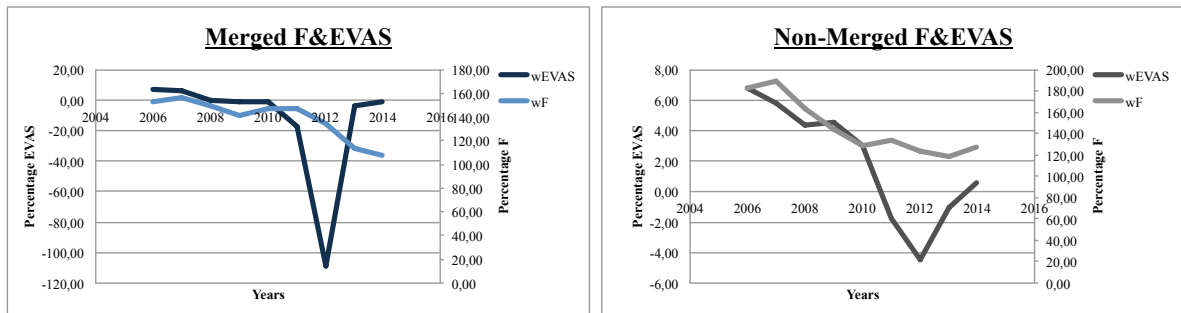 Merged F&EVAS
20,00
0,00
-20,00
-40,00
-60,00
-80,00
-100,00
-120,00
Percentage EVAS
2004 2006 2008 2010 2012 2014 2016
Years
180,00
160,00
140,00
120,00
100,00
80,00
60,00
40,00
20,00
0,00
Percentage F
wEVAS
wF
Non-Merged F&EVAS
8,00
6,00
4,00
2,00
0,00
-2,00
-4,00
-6,00
Percentage EVAS
2004 2006 2008 2010 2012 2014 2016
Years
200,00
180,00
160,00
140,00
120,00
100,00
80,00
60,00
40,00
20,00
0,00
Percentage F
wEVAS
wF